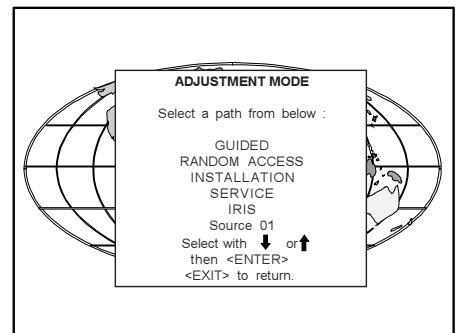 ADJUSTMENT MODE
Select a path from below :
GUIDED
RANDOM ACCESS
INSTALLATION
SERVICE
IRIS
Source 01
Select with ⬇ or ⬆
then <ENTER>
<EXIT> to return.